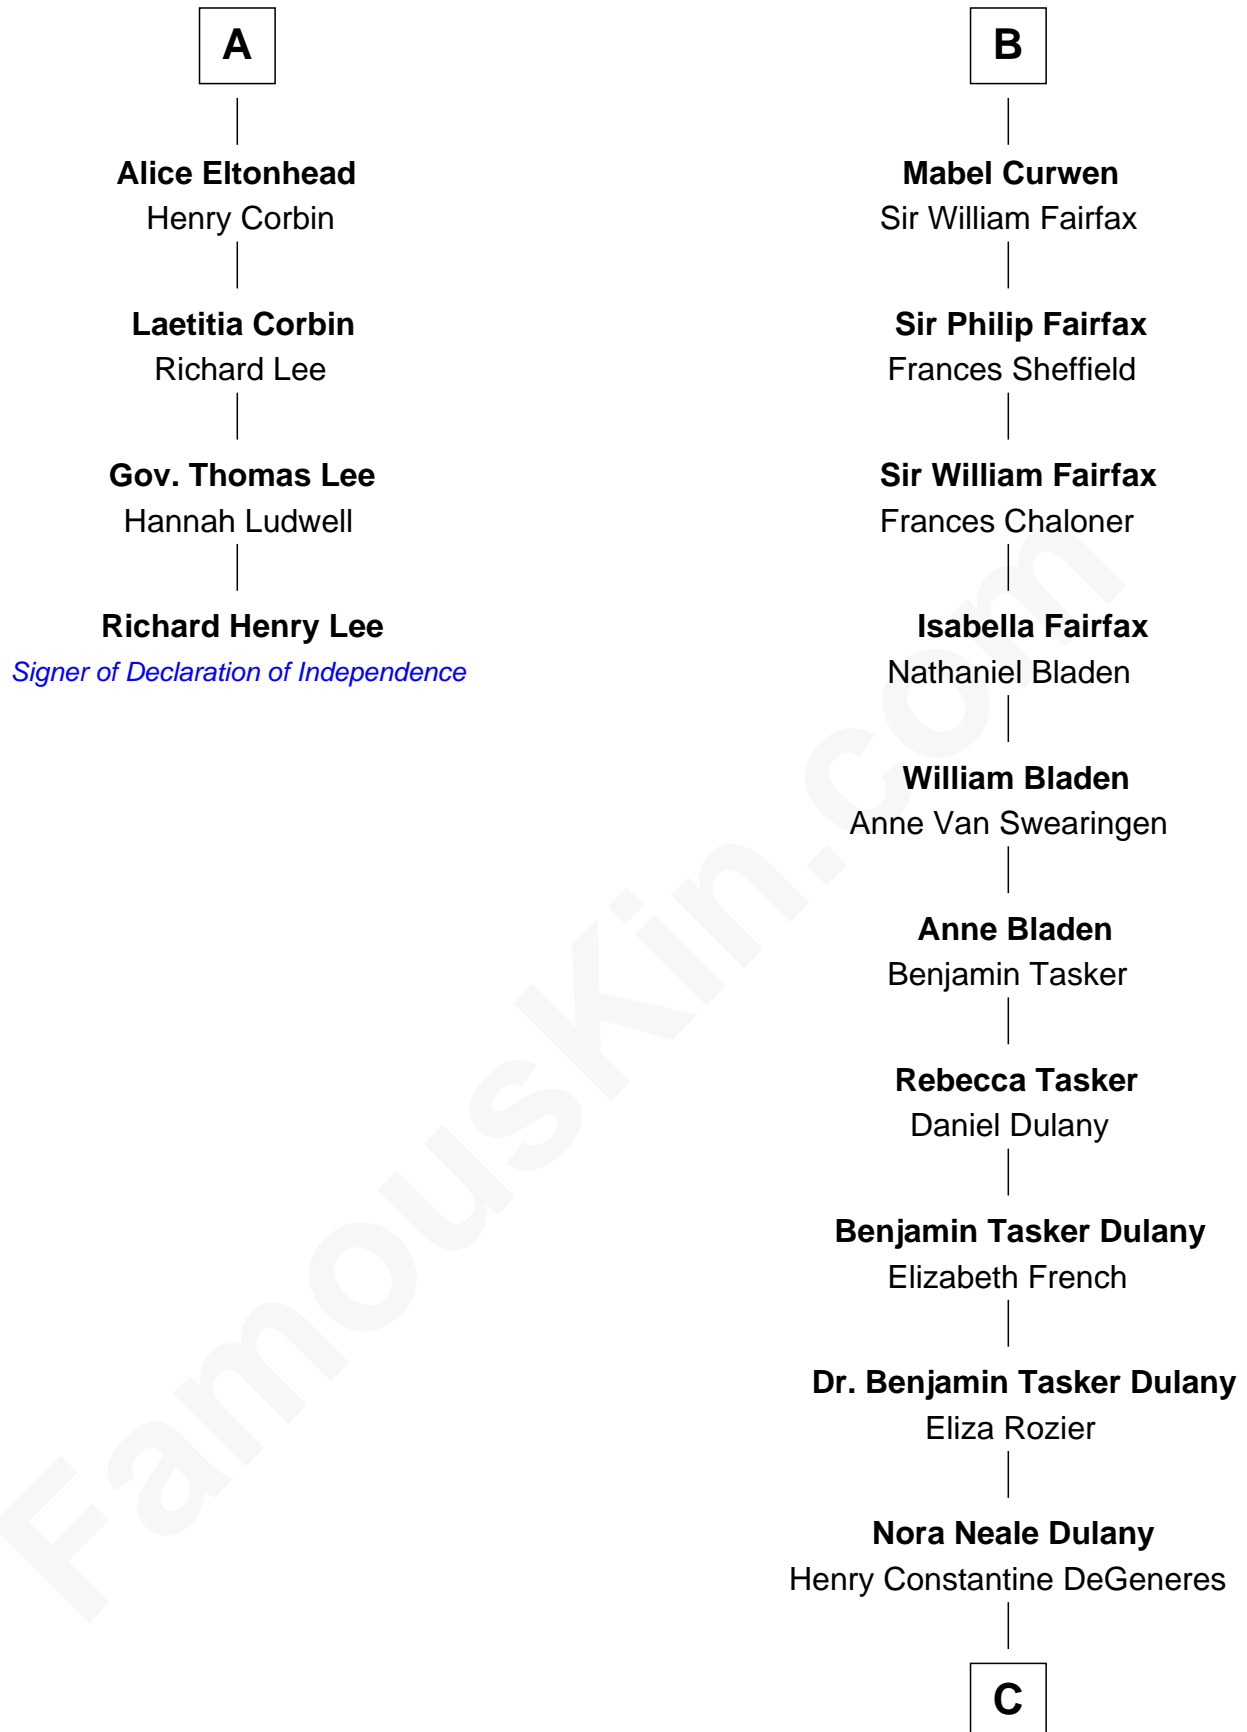 A
Alice Eltonhead
Henry Corbin
Laetitia Corbin
Richard Lee
Gov. Thomas Lee
Hannah Ludwell
Richard Henry Lee
Signer of Declaration of Independence
B
Mabel Curwen
Sir William Fairfax
Sir Philip Fairfax
Frances Sheffield
Sir William Fairfax
Frances Chaloner
Isabella Fairfax
Nathaniel Bladen
William Bladen
Anne Van Swearingen
Anne Bladen
Benjamin Tasker
Rebecca Tasker
Daniel Dulany
Benjamin Tasker Dulany
Elizabeth French
Dr. Benjamin Tasker Dulany
Eliza Rozier
Nora Neale Dulany
Henry Constantine DeGeneres
C
FamousKin.com